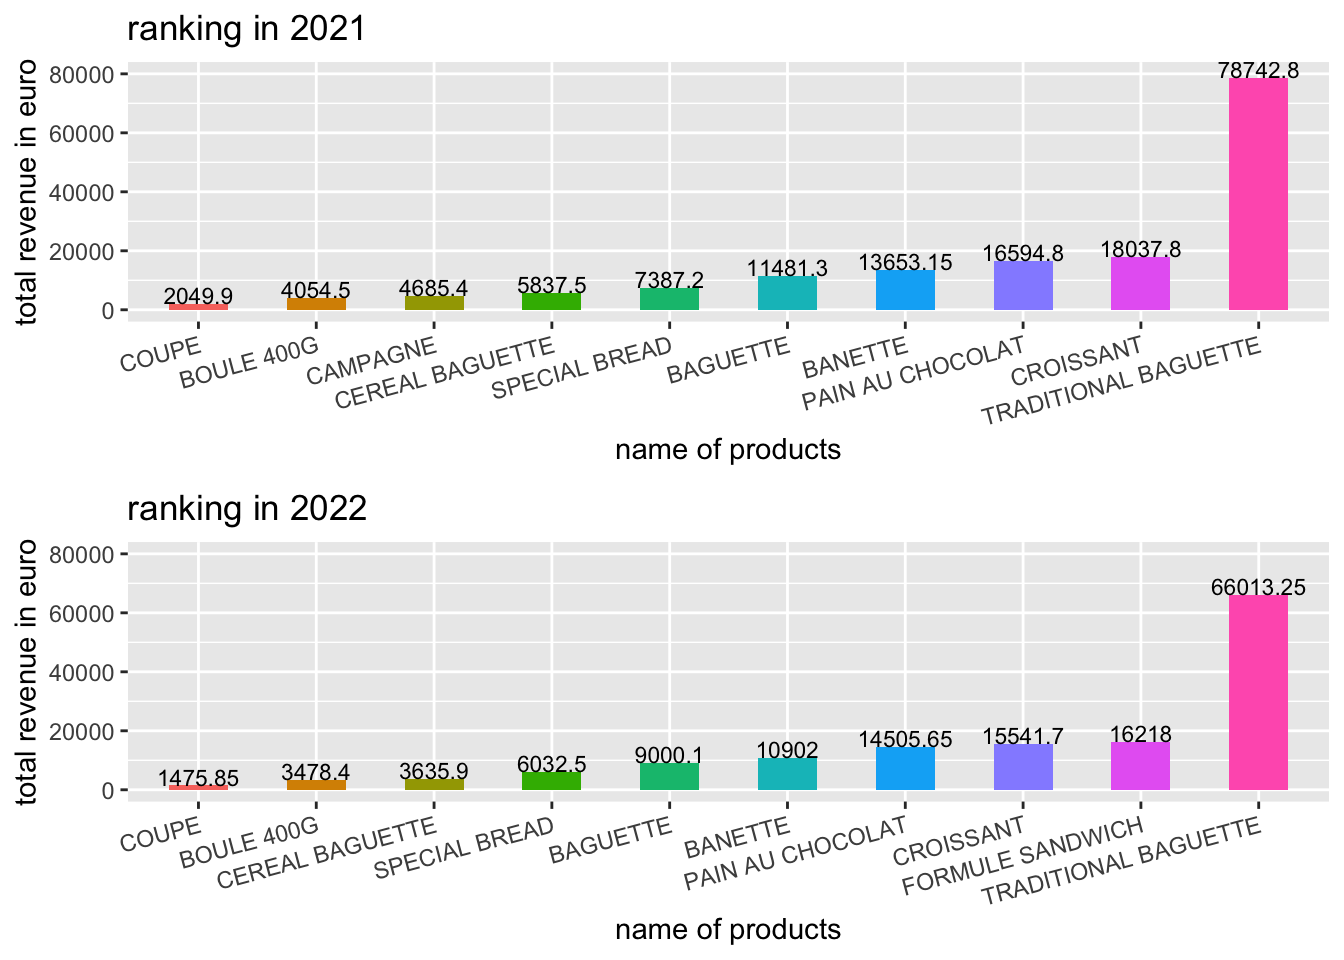 ranking in 2021
total revenue in euro
80000
60000
40000
20000
0
2049.9
4054.5
4685.4
5837.5
7387.2
11481.3
13653.15
16594.8
18037.8
78742.8
COUPE
BOULE 400G
CAMPAGNE
CEREAL BAGUETTE
SPECIAL BREAD
BAGUETTE
BANETTE
PAIN AU CHOCOLAT
CROISSANT
TRADITIONAL BAGUETTE
name of products
ranking in 2022
total revenue in euro
80000
60000
40000
20000
0
1475.85
3478.4
3635.9
6032.5
9000.1
10902
14505.65
15541.7
16218
66013.25
COUPE
BOULE 400G
CEREAL BAGUETTE
SPECIAL BREAD
BAGUETTE
BANETTE
PAIN AU CHOCOLAT
CROISSANT
FORMULE SANDWICH
TRADITIONAL BAGUETTE
name of products